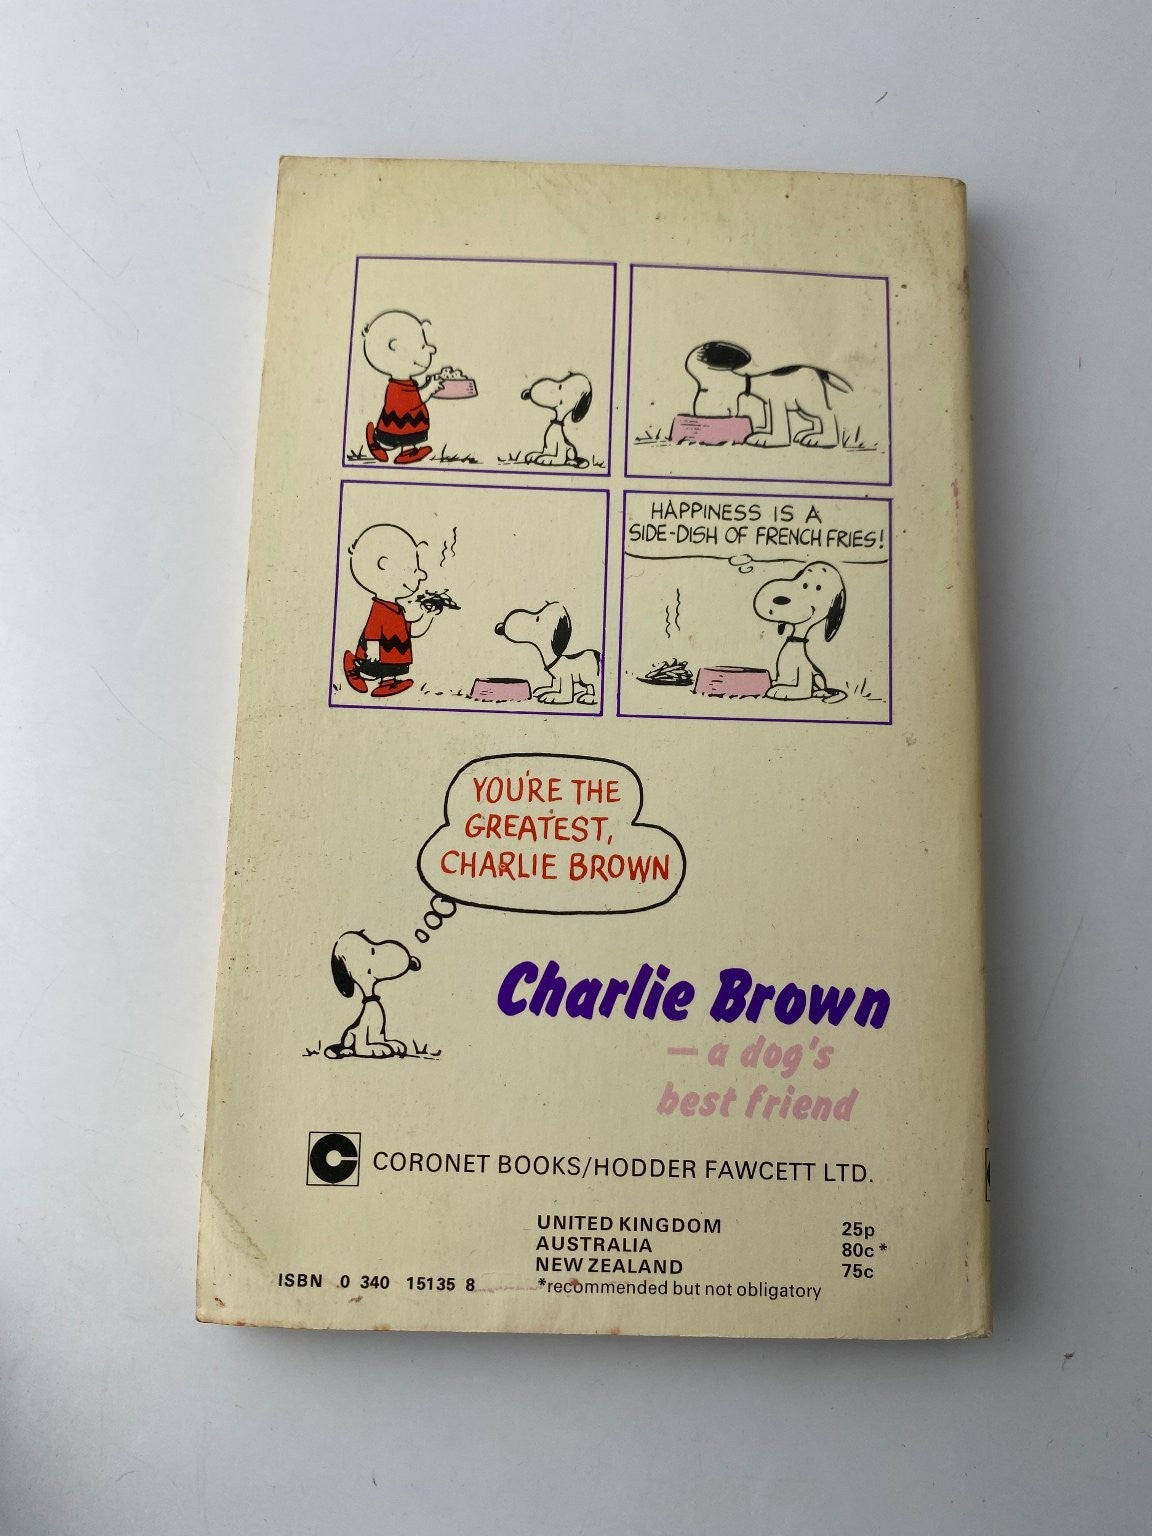 HAPPINESS IS A
SIDE-DISH OF FRENCH FRIES!
YOU'RE THE
GREATEST,
CHARLIE BROWN
Charlie Brown
— a dog's
best friend
CORONET BOOKS/HODDER FAWCETT LTD.
UNITED KINGDOM 25p
AUSTRALIA 80c*
NEW ZEALAND 75c
*recommended but not obligatory
ISBN 0 340 15135 8